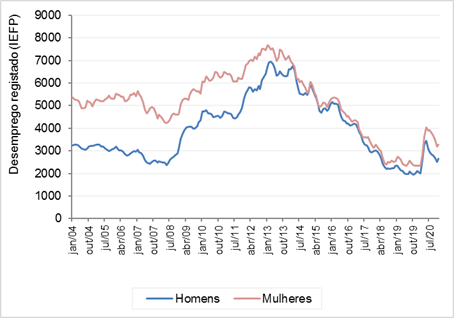 Desemprego registado (IEFP)
9000
8000
7000
6000
5000
4000
3000
2000
1000
0
jan/04
out/04
jul/05
abr/06
jan/07
out/07
jul/08
abr/09
jan/10
out/10
jul/11
abr/12
jan/13
out/13
jul/14
abr/15
jan/16
out/16
jul/17
abr/18
jan/19
out/19
jul/20
Homens Mulheres